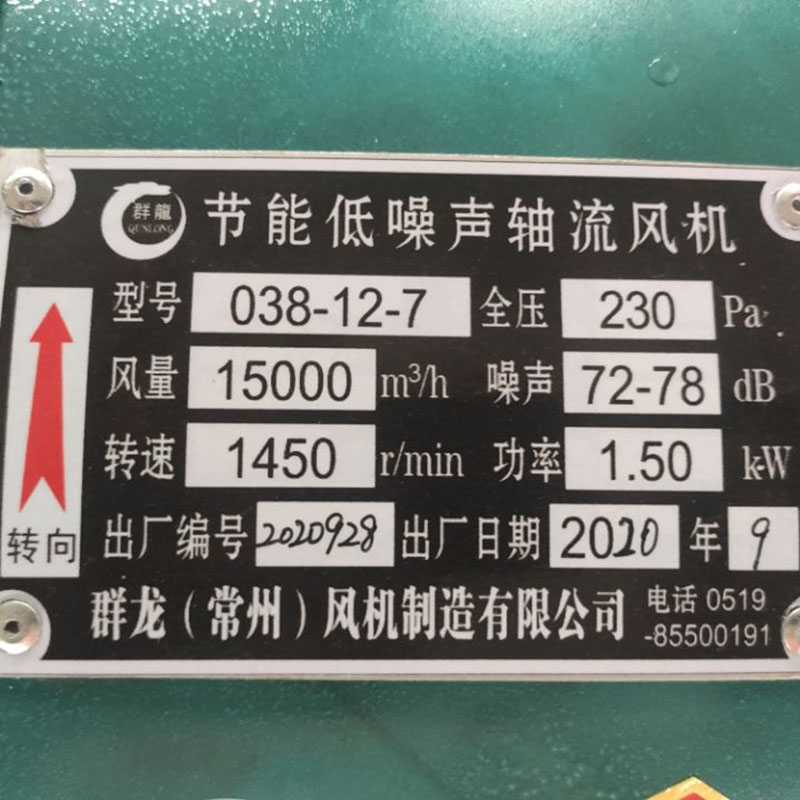 群龍 QUNLONG 节能低噪声轴流风机
型号 038-12-7 全压 230 Pa
风量 15000 m³/h 噪声 72-78 dB
转速 1450 r/min 功率 1.50 kW
转向 出厂编号 2020928 出厂日期 2020 年 9
群龙（常州）风机制造有限公司 电话 0519
-85500191